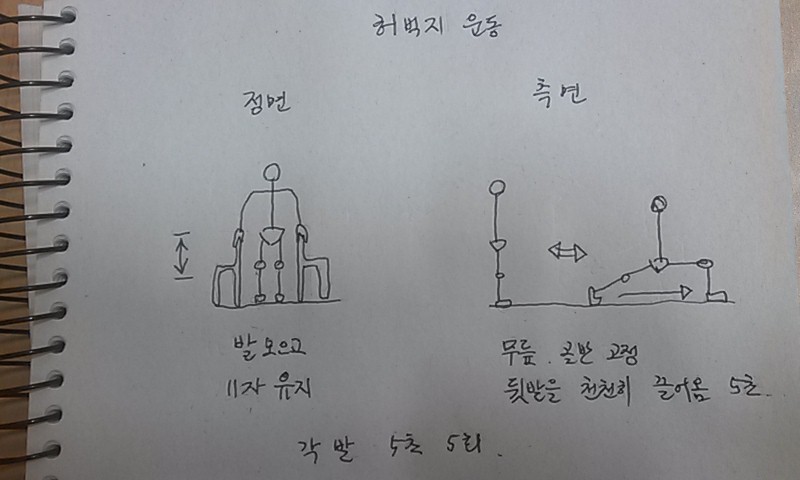 허벅지 운동
정면
측면
발 모으고
11자 유지
무릎. 골반 고정
뒷발을 천천히 끌어옴 5초.
각 발 5초 5회.